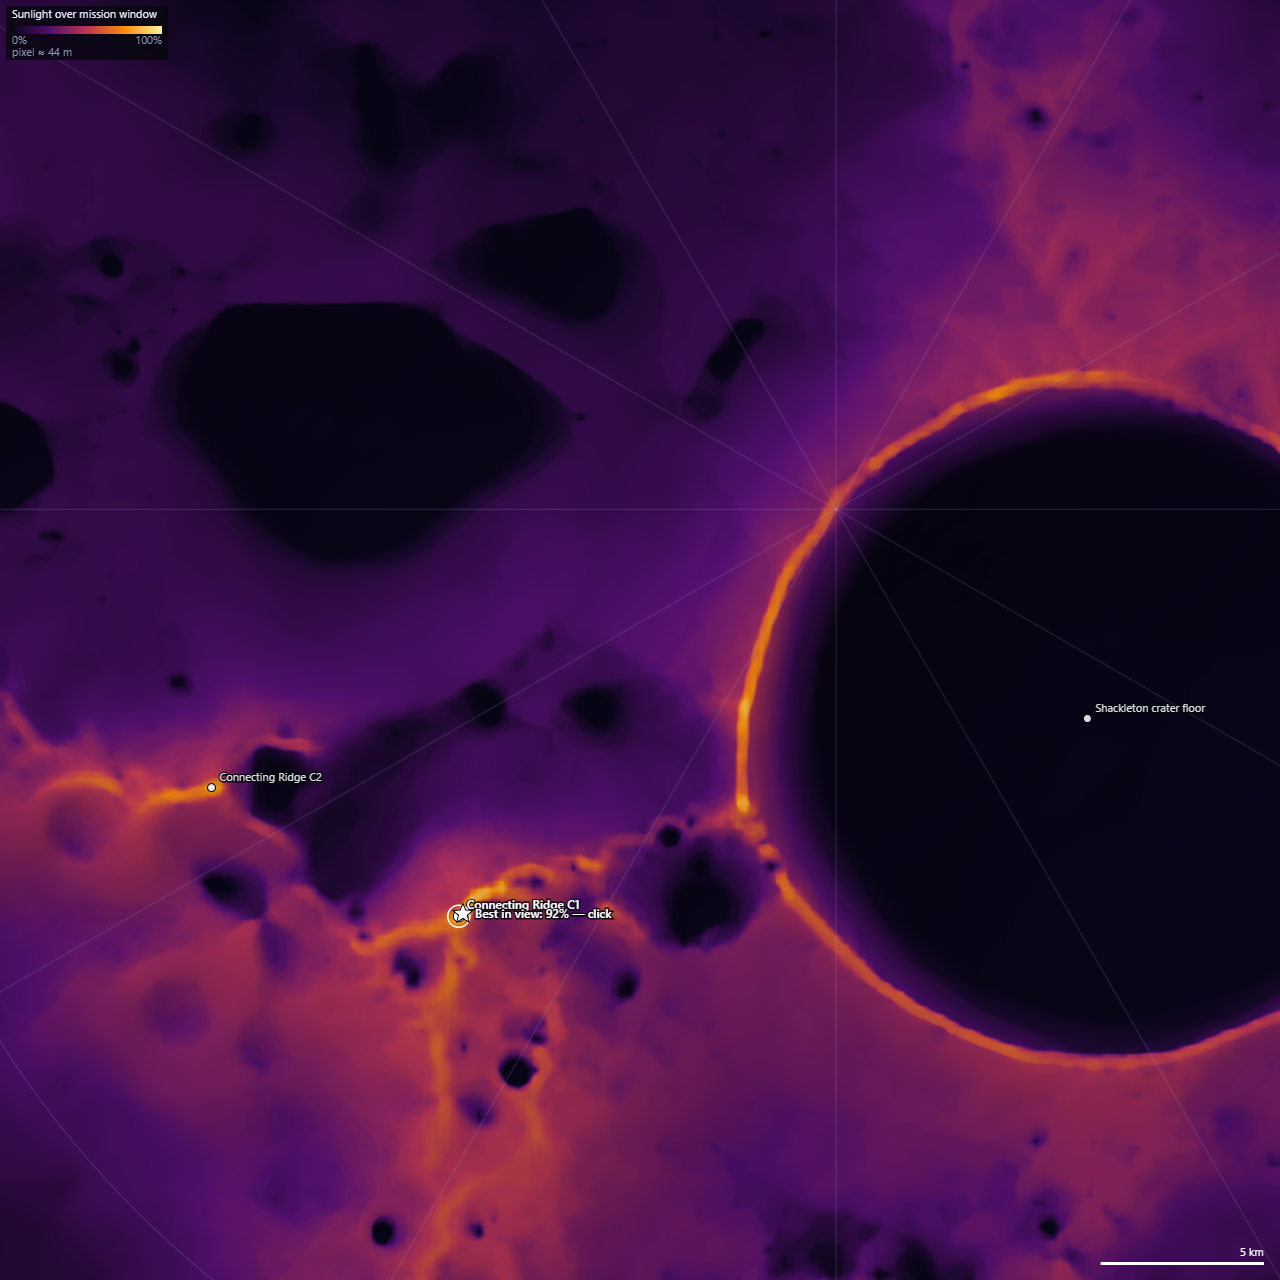 Sunlight over mission window
0% 100%
pixel ≈ 44 m
Shackleton crater floor
Connecting Ridge C2
Connecting Ridge C1
Best in view: 92% — click
5 km